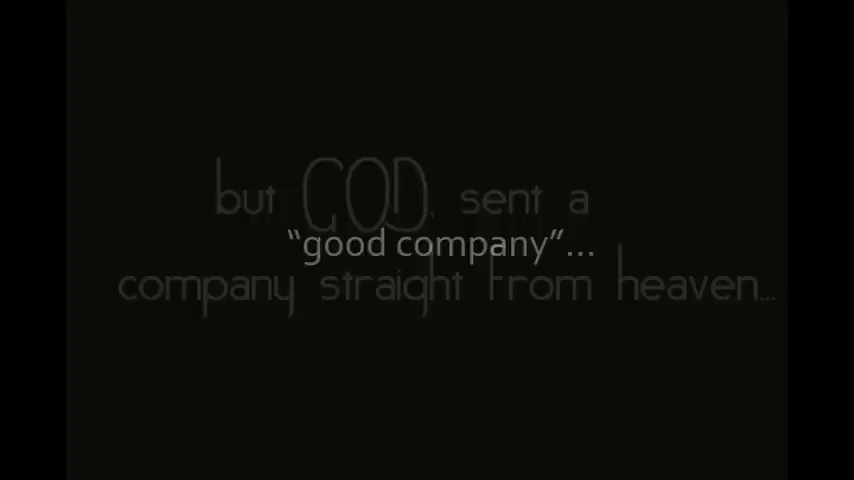 but GOD, sent a
“good company”...
company straight from heaven...